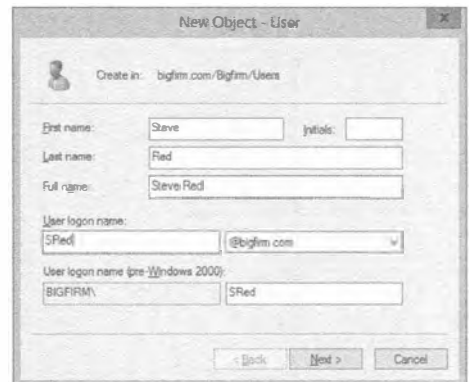 New Object - User
Create in: bigfirm.com/Bigfirm/Users
First name: Steve Initials:
Last name: Red
Full name: Steve Red
User logon name:
SRed @bigfirm.com
User logon name (pre-Windows 2000):
BIGFIRM\ SRed
< Back Next > Cancel